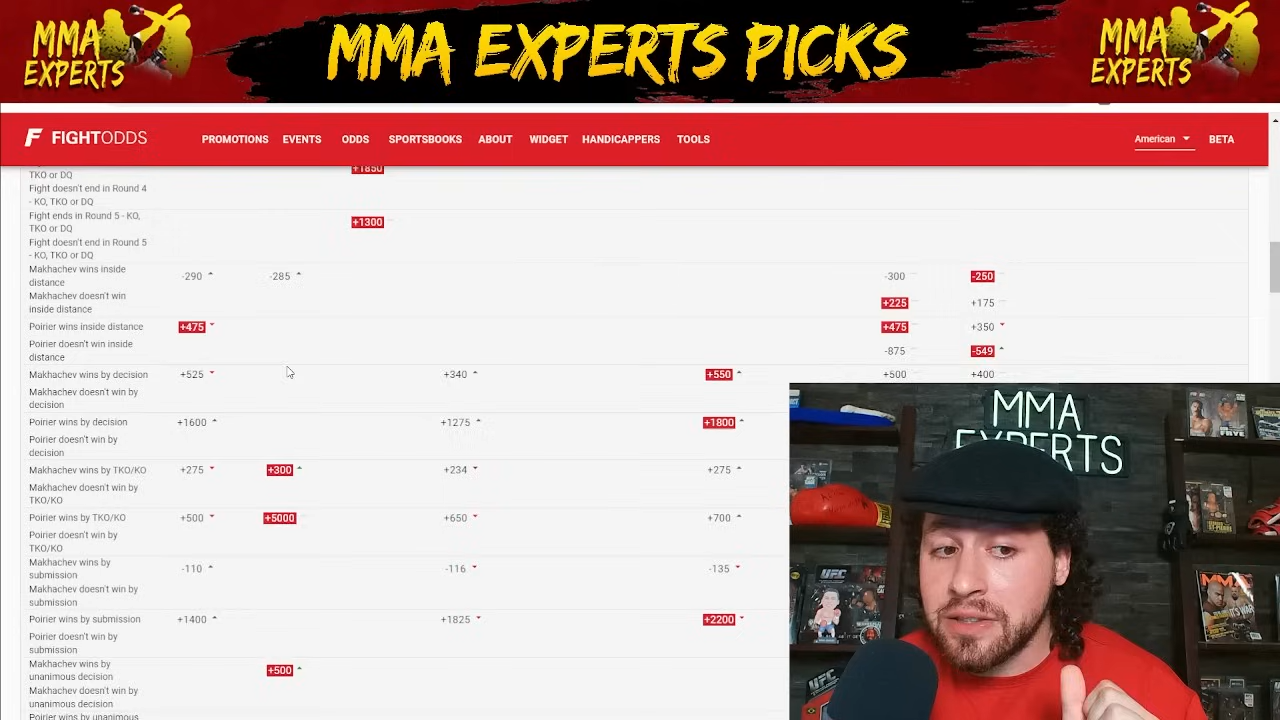 MMA
EXPERTS
MMA EXPERTS PICKS
MMA
EXPERTS
FIGHTODDS
PROMOTIONS EVENTS ODDS SPORTSBOOKS ABOUT WIDGET HANDICAPPERS TOOLS
American BETA
TKO or DQ +1850
Fight doesn't end in Round 4
- KO, TKO or DQ
Fight ends in Round 5 - KO,
TKO or DQ +1300
Fight doesn't end in Round 5
- KO, TKO or DQ
Makhachev wins inside
distance -290 -285 -300 -250
Makhachev doesn't win
inside distance +225 +175
Poirier wins inside distance +475 +475 +350
Poirier doesn't win inside
distance -875 -549
Makhachev wins by decision +525 +340 +550 +500 +400
Makhachev doesn't win by
decision
Poirier wins by decision +1600 +1275 +1800
Poirier doesn't win by
decision
Makhachev wins by TKO/KO +275 +300 +234 +275
Makhachev doesn't win by
TKO/KO
Poirier wins by TKO/KO +500 +5000 +650 +700
Poirier doesn't win by
TKO/KO
Makhachev wins by
submission -110 -116 -135
Makhachev doesn't win by
submission
Poirier wins by submission +1400 +1825 +2200
Poirier doesn't win by
submission
Makhachev wins by
unanimous decision +500
Makhachev doesn't win by
unanimous decision
Poirier wins by unanimous
MMA
EXPERTS
UFC
MMA
UFC